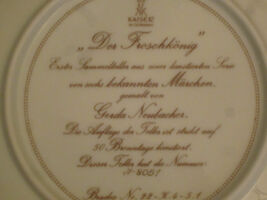 KAISER
W. GERMANY
„Der Froschkönig"
Erster Sammelteller aus einer limitierten Serie
von sechs bekannten Märchen,
gemalt von
Gerda Neubacher.
Die Auflage der Teller ist strikt auf
50 Brenntage limitiert.
Dieser Teller hat die Nummer